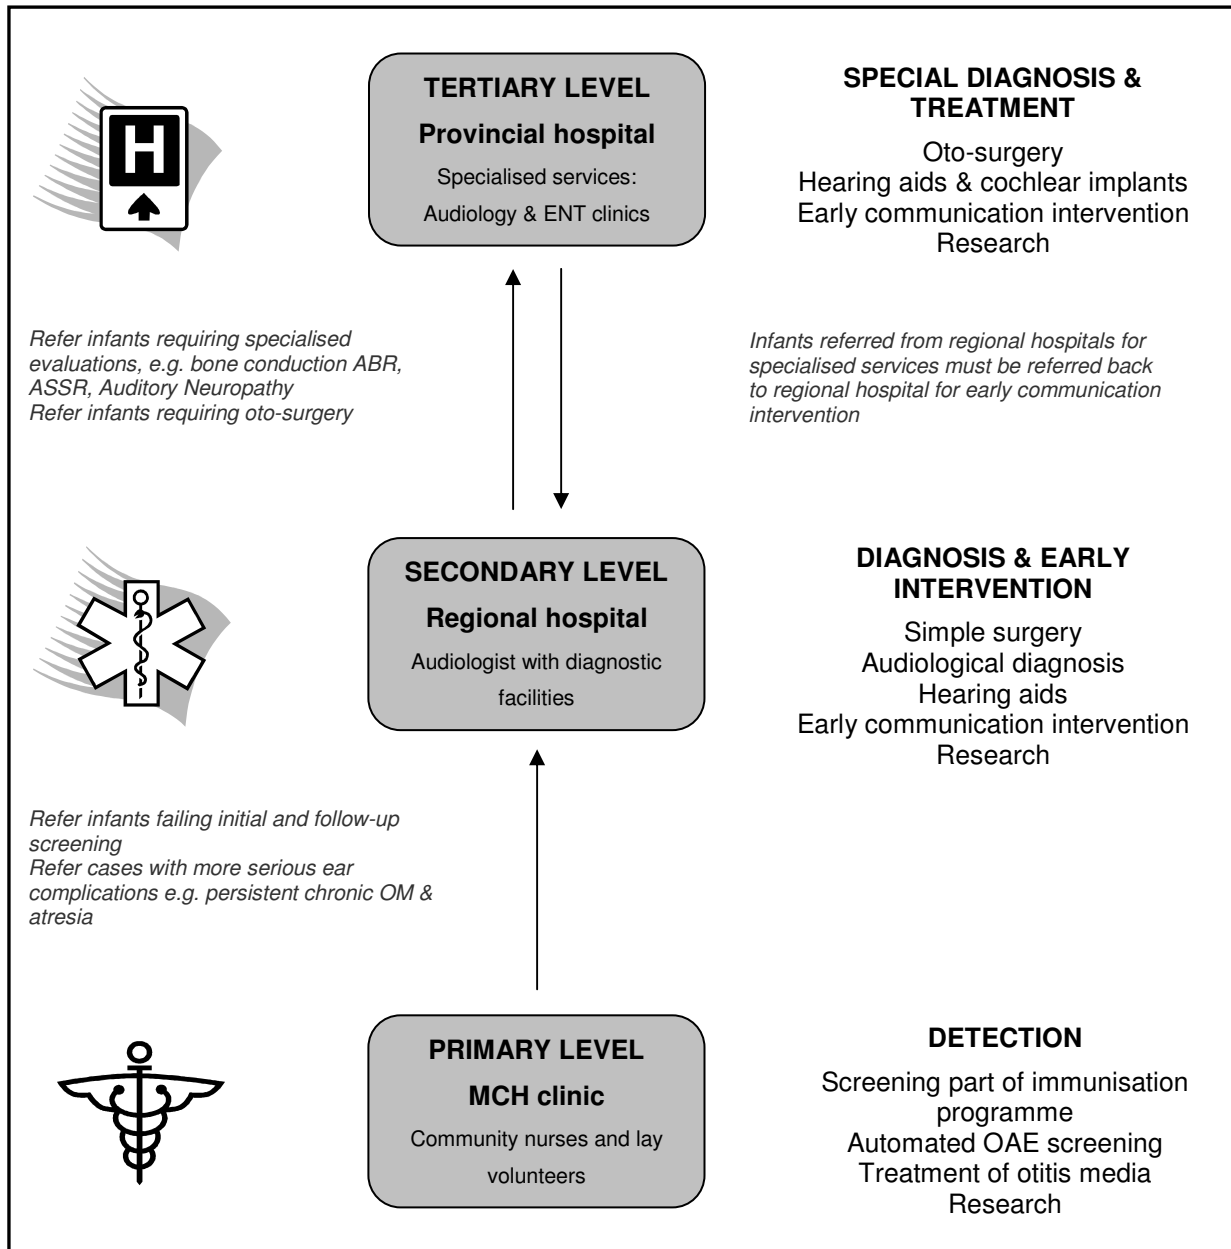 H
TERTIARY LEVEL
Provincial hospital
Specialised services:
Audiology & ENT clinics
SPECIAL DIAGNOSIS &
TREATMENT
Oto-surgery
Hearing aids & cochlear implants
Early communication intervention
Research
Refer infants requiring specialised
evaluations, e.g. bone conduction ABR,
ASSR, Auditory Neuropathy
Refer infants requiring oto-surgery
Infants referred from regional hospitals for
specialised services must be referred back
to regional hospital for early communication
intervention
SECONDARY LEVEL
Regional hospital
Audiologist with diagnostic
facilities
DIAGNOSIS & EARLY
INTERVENTION
Simple surgery
Audiological diagnosis
Hearing aids
Early communication intervention
Research
Refer infants failing initial and follow-up
screening
Refer cases with more serious ear
complications e.g. persistent chronic OM &
atresia
PRIMARY LEVEL
MCH clinic
Community nurses and lay
volunteers
DETECTION
Screening part of immunisation
programme
Automated OAE screening
Treatment of otitis media
Research